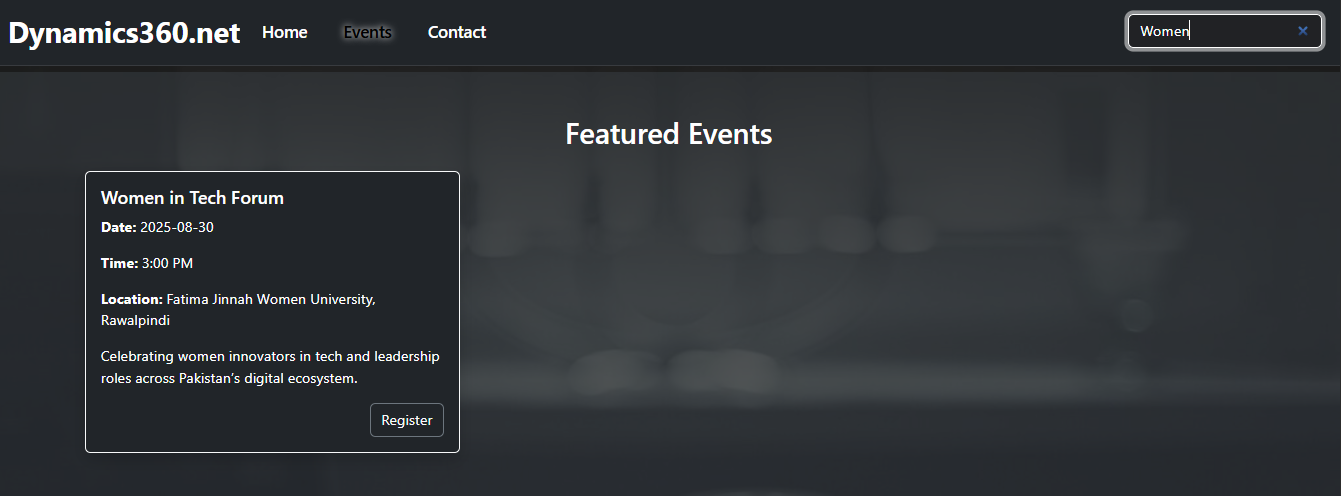 Dynamics360.net Home Events Contact Women ×
Featured Events
Women in Tech Forum
Date: 2025-08-30
Time: 3:00 PM
Location: Fatima Jinnah Women University,
Rawalpindi
Celebrating women innovators in tech and leadership
roles across Pakistan’s digital ecosystem.
Register